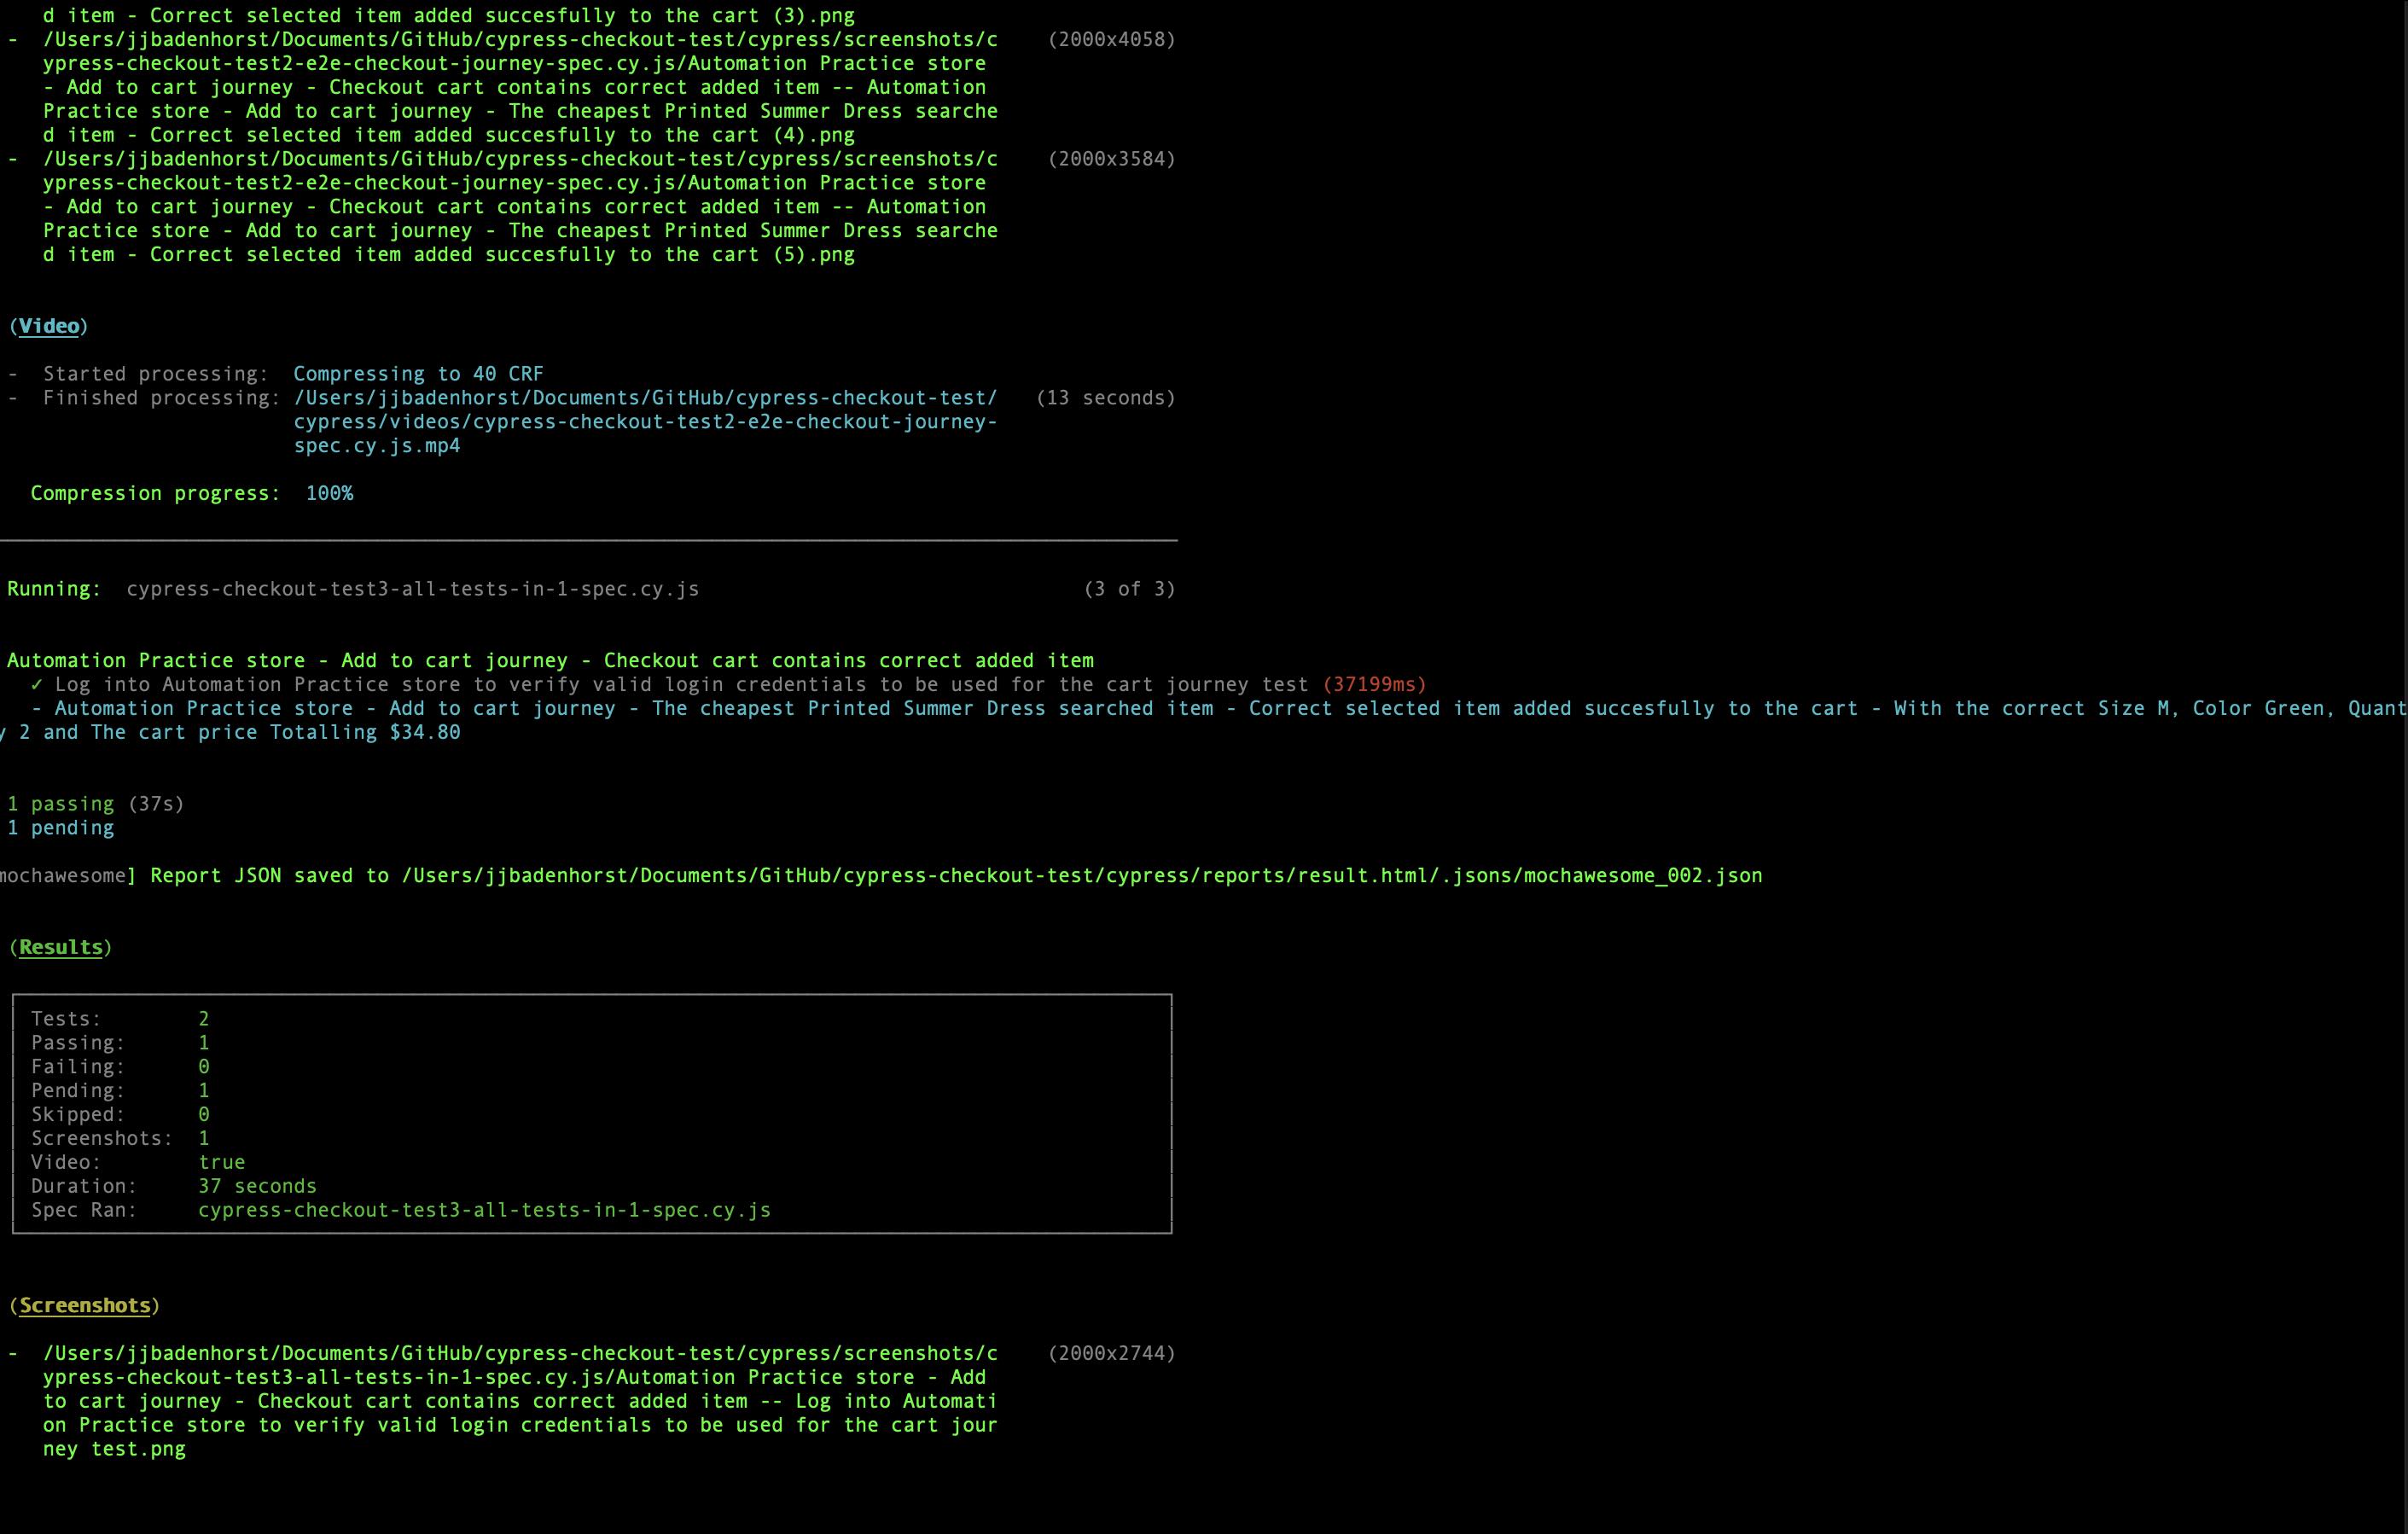 d item - Correct selected item added succesfully to the cart (3).png
- /Users/jjbadenhorst/Documents/GitHub/cypress-checkout-test/cypress/screenshots/c (2000x4058)
ypress-checkout-test2-e2e-checkout-journey-spec.cy.js/Automation Practice store
- Add to cart journey - Checkout cart contains correct added item -- Automation
Practice store - Add to cart journey - The cheapest Printed Summer Dress searche
d item - Correct selected item added succesfully to the cart (4).png
- /Users/jjbadenhorst/Documents/GitHub/cypress-checkout-test/cypress/screenshots/c (2000x3584)
ypress-checkout-test2-e2e-checkout-journey-spec.cy.js/Automation Practice store
- Add to cart journey - Checkout cart contains correct added item -- Automation
Practice store - Add to cart journey - The cheapest Printed Summer Dress searche
d item - Correct selected item added succesfully to the cart (5).png
(Video)
- Started processing: Compressing to 40 CRF
- Finished processing: /Users/jjbadenhorst/Documents/GitHub/cypress-checkout-test/ (13 seconds)
cypress/videos/cypress-checkout-test2-e2e-checkout-journey-
spec.cy.js.mp4
Compression progress: 100%
Running: cypress-checkout-test3-all-tests-in-1-spec.cy.js (3 of 3)
Automation Practice store - Add to cart journey - Checkout cart contains correct added item
✓ Log into Automation Practice store to verify valid login credentials to be used for the cart journey test (37199ms)
- Automation Practice store - Add to cart journey - The cheapest Printed Summer Dress searched item - Correct selected item added succesfully to the cart - With the correct Size M, Color Green, Quant
y 2 and The cart price Totalling $34.80
1 passing (37s)
1 pending
mochawesome] Report JSON saved to /Users/jjbadenhorst/Documents/GitHub/cypress-checkout-test/cypress/reports/result.html/.jsons/mochawesome_002.json
(Results)
Tests: 2
Passing: 1
Failing: 0
Pending: 1
Skipped: 0
Screenshots: 1
Video: true
Duration: 37 seconds
Spec Ran: cypress-checkout-test3-all-tests-in-1-spec.cy.js
(Screenshots)
- /Users/jjbadenhorst/Documents/GitHub/cypress-checkout-test/cypress/screenshots/c (2000x2744)
ypress-checkout-test3-all-tests-in-1-spec.cy.js/Automation Practice store - Add
to cart journey - Checkout cart contains correct added item -- Log into Automati
on Practice store to verify valid login credentials to be used for the cart jour
ney test.png